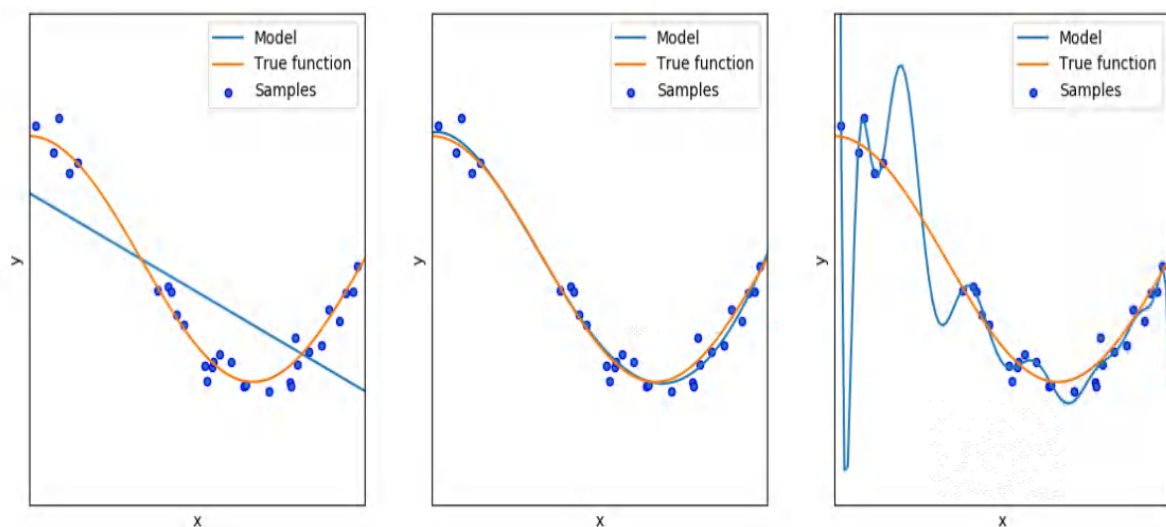 Model
True function
Samples
y
x
Model
True function
Samples
y
x
Model
True function
Samples
y
x